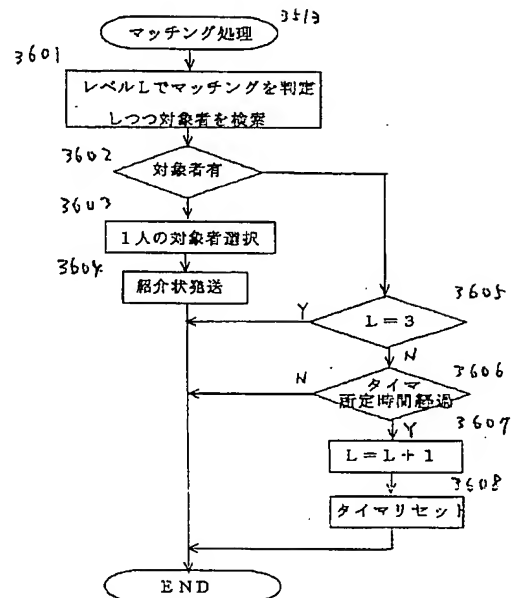 マッチング処理
3513
3601
レベルLでマッチングを判定
しつつ対象者を検索
3602
対象者有
3603
1人の対象者選択
3604
紹介状発送
3605
Y
L=3
N
3606
N
タイマ
所定時間経過
Y
3607
L=L+1
3608
タイマリセット
END